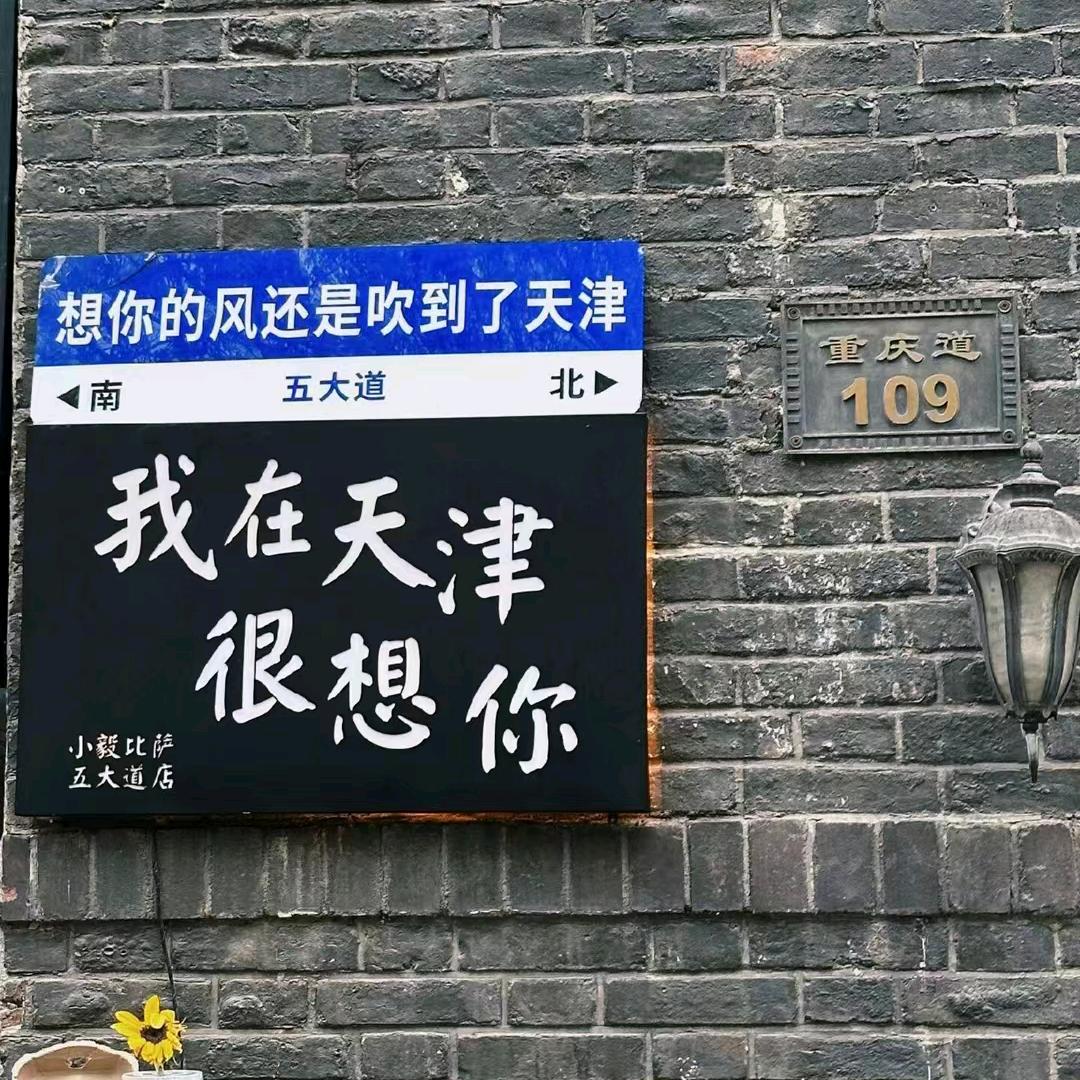 想你的风还是吹到了天津
◀南 五大道 北▶
我在天津
很想你
小毅比萨
五大道店
重庆道
109